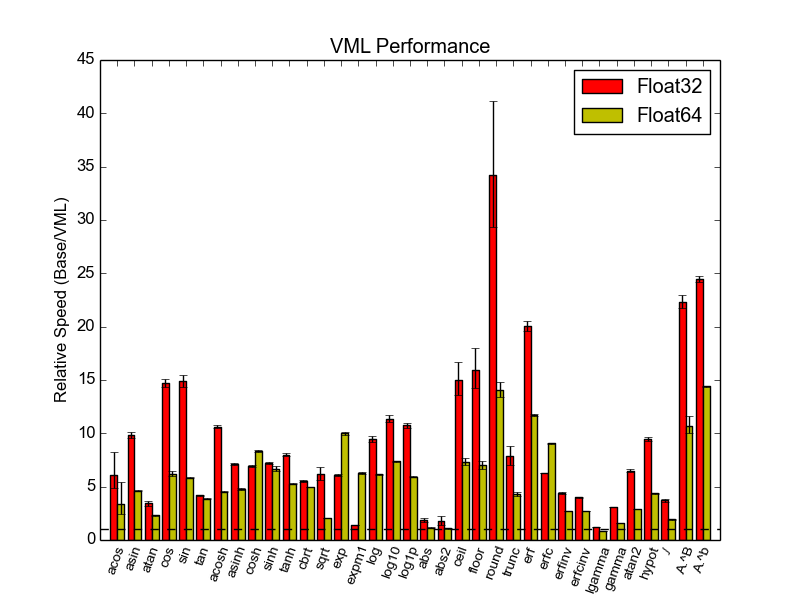 VML Performance
45
40
35
30
25
20
15
10
5
0
Relative Speed (Base/VML)
Float32
Float64
acos
asin
atan
cos
sin
tan
acosh
asinh
cosh
sinh
tanh
cbrt
sqrt
exp
expm1
log
log10
log1p
abs
abs2
ceil
floor
round
trunc
erf
erfc
erfinv
erfcinv
lgamma
gamma
atan2
hypot
/
A.^B
A.^b